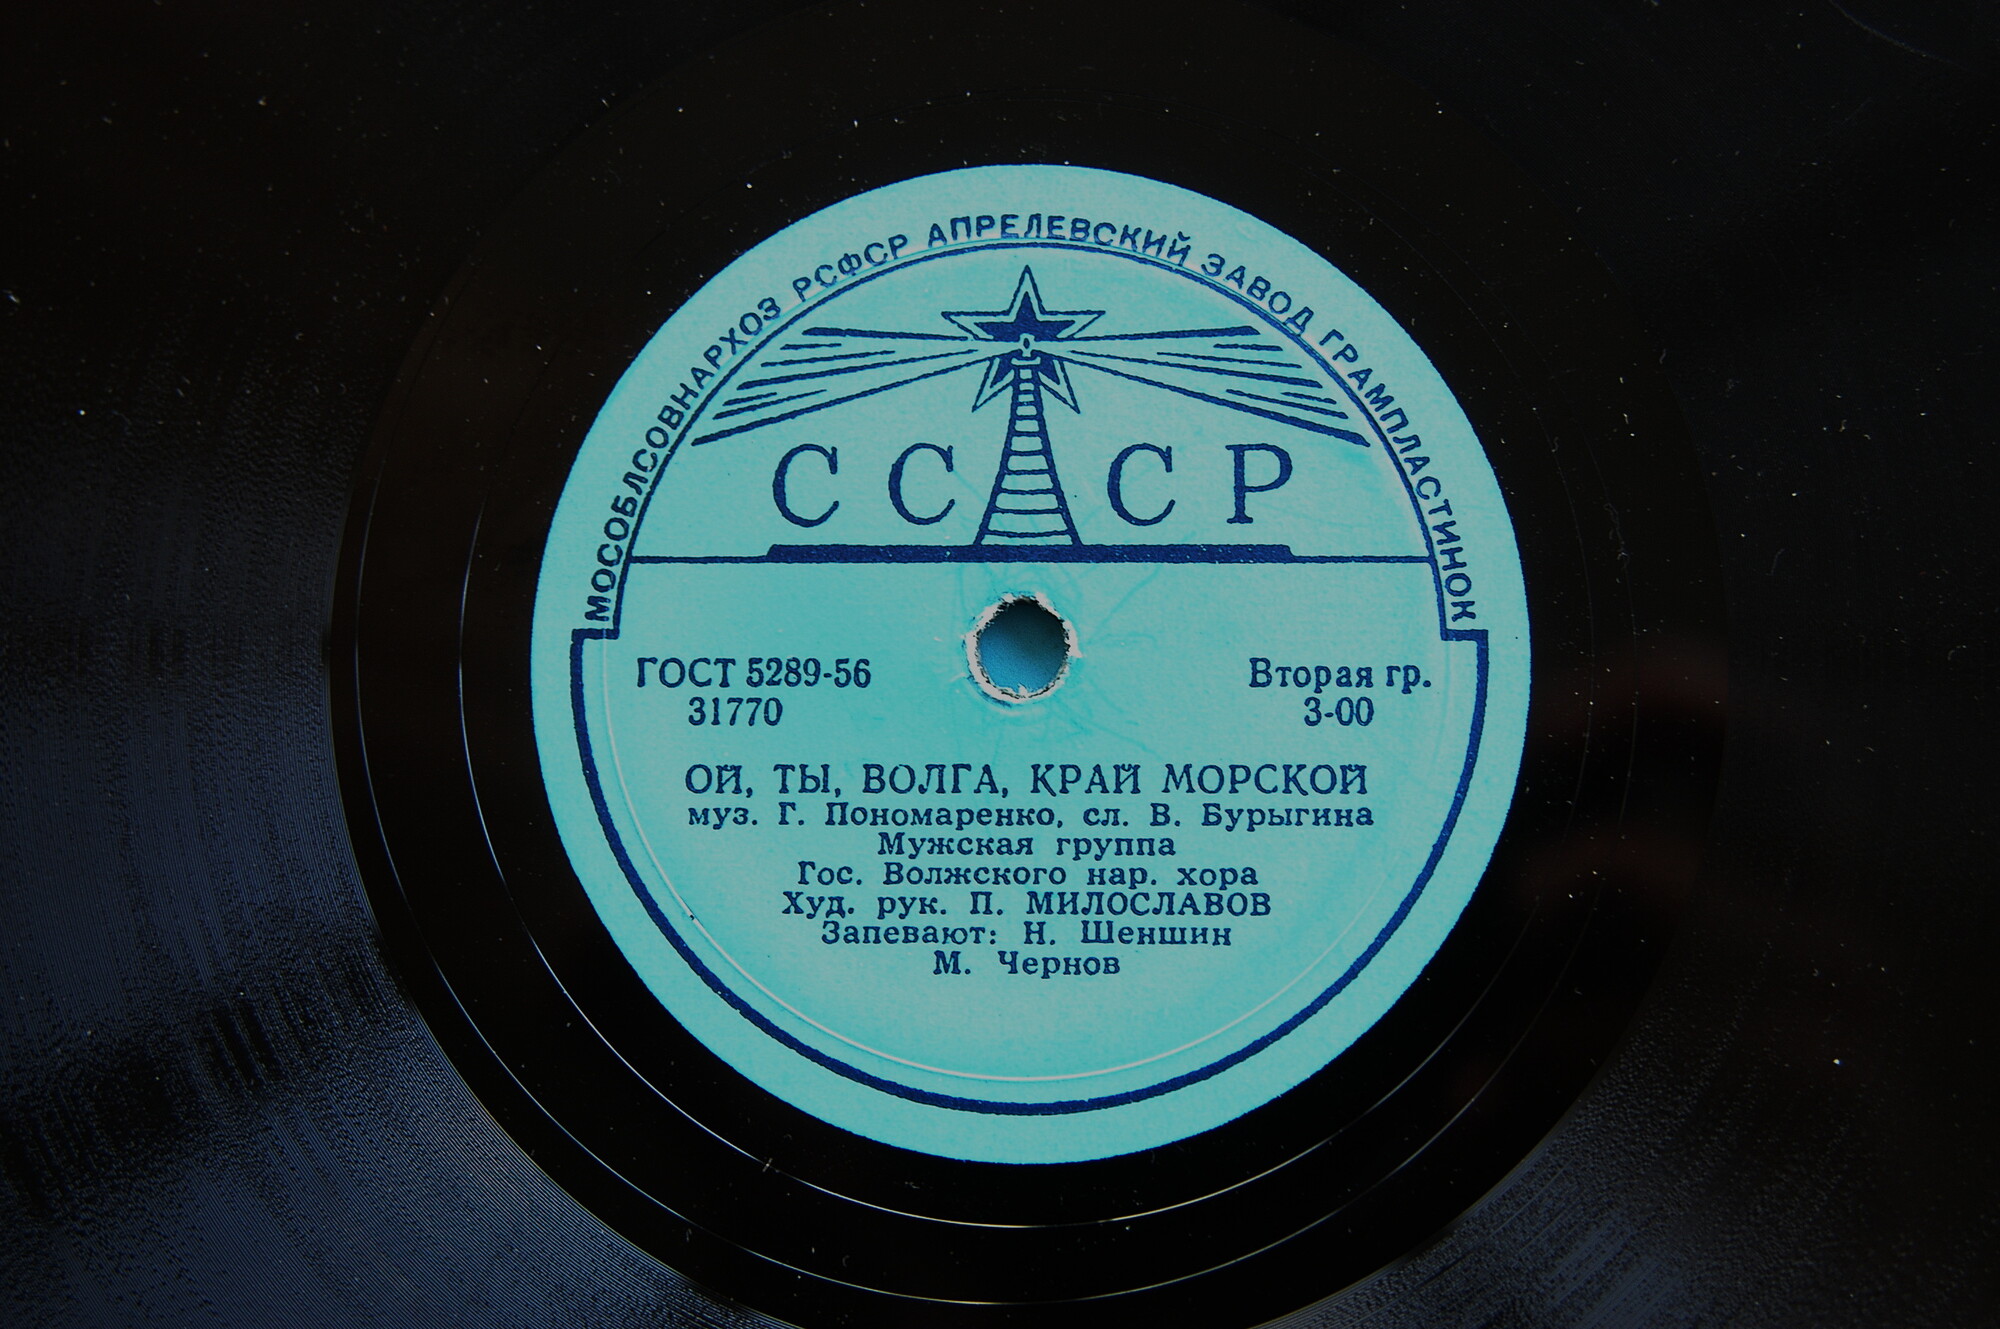 МОСОБЛСОВНАРХОЗ РСФСР АПРЕЛЕВСКИЙ ЗАВОД ГРАМПЛАСТИНОК
СССР
ГОСТ 5289-56
31770
Вторая гр.
3-00
ОЙ, ТЫ, ВОЛГА, КРАЙ МОРСКОЙ
муз. Г. Пономаренко, сл. В. Бурыгина
Мужская группа
Гос. Волжского нар. хора
Худ. рук. П. МИЛОСЛАВОВ
Запевают: Н. Шеншин
М. Чернов